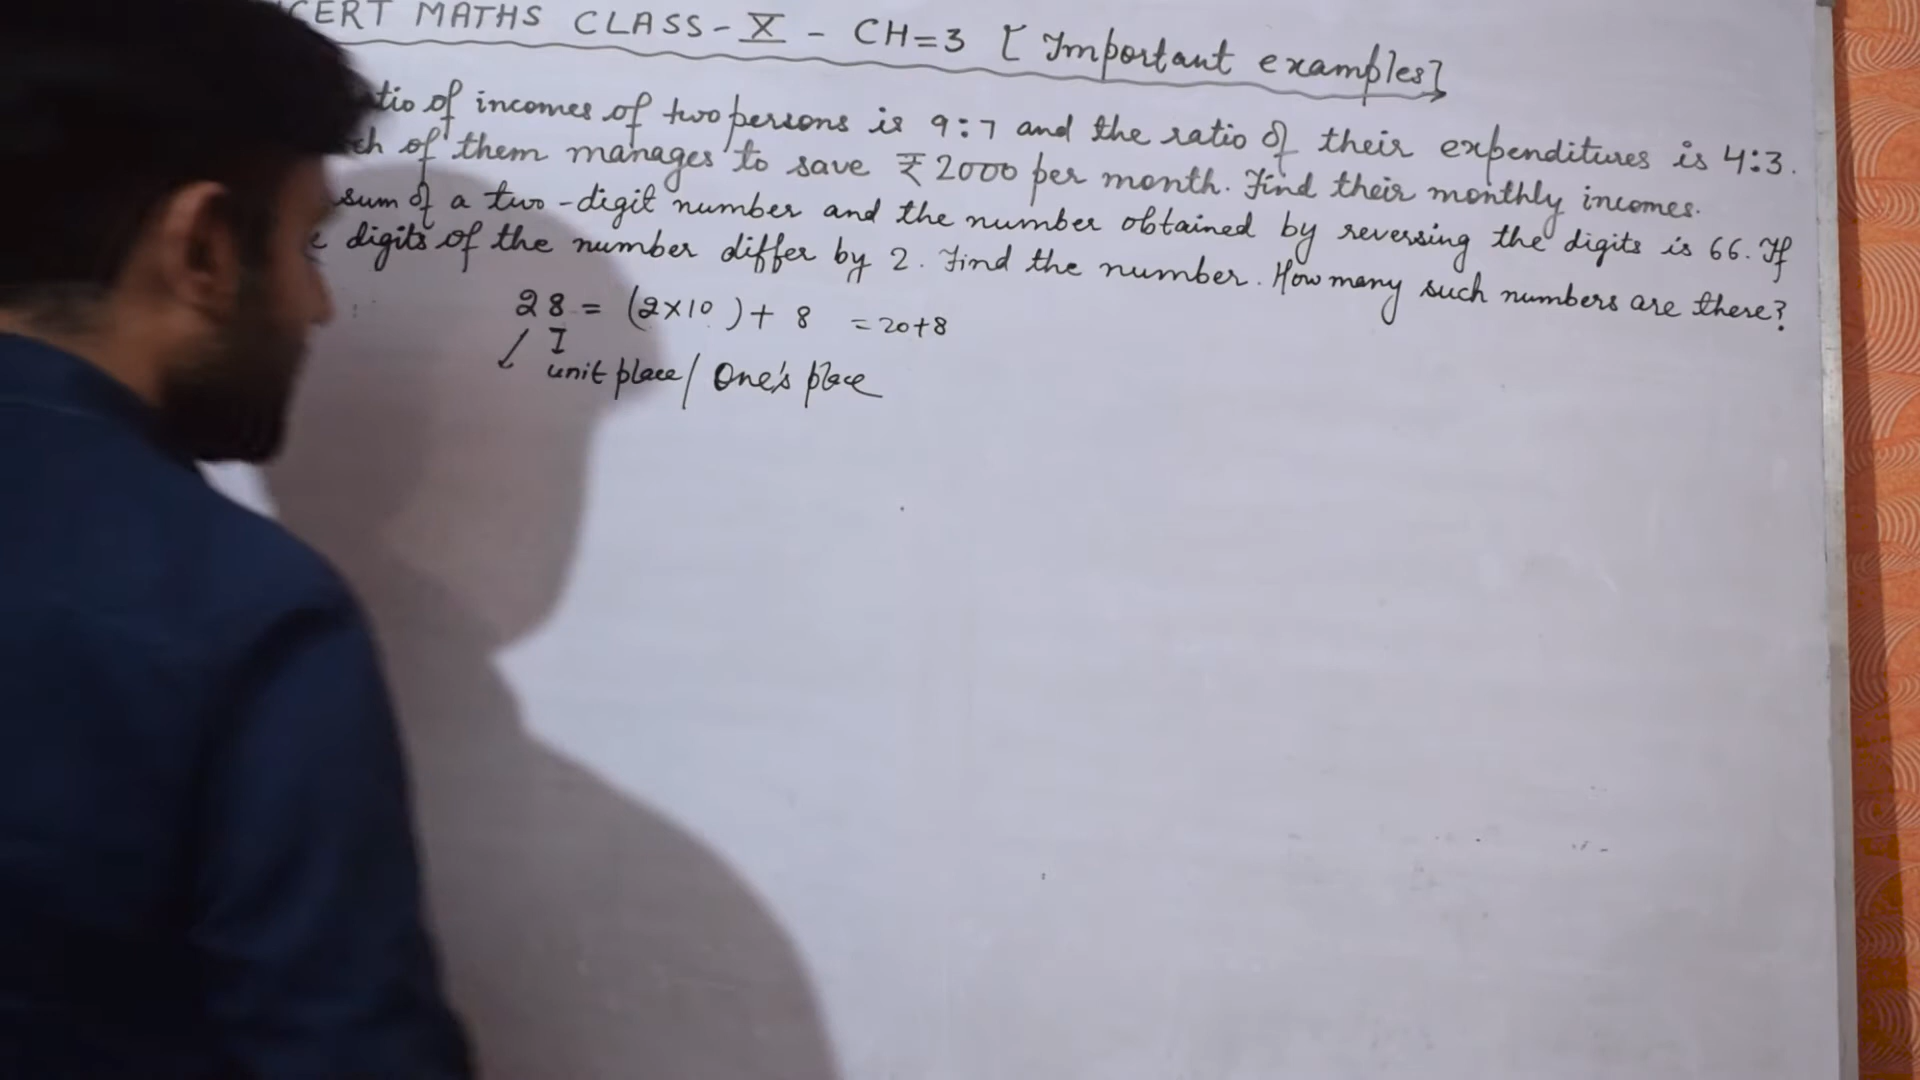 CERT MATHS CLASS-X - CH=3 [Important examples]
of incomes of two persons is 9:7 and the ratio of their expenditures is 4:3.
of them manages to save ₹2000 per month. Find their monthly incomes.
sum of a two-digit number and the number obtained by reversing the digits is 66. If
digits of the number differ by 2. Find the number. How many such numbers are there?
28 = (2×10) + 8 = 20+8
unit place / One's place